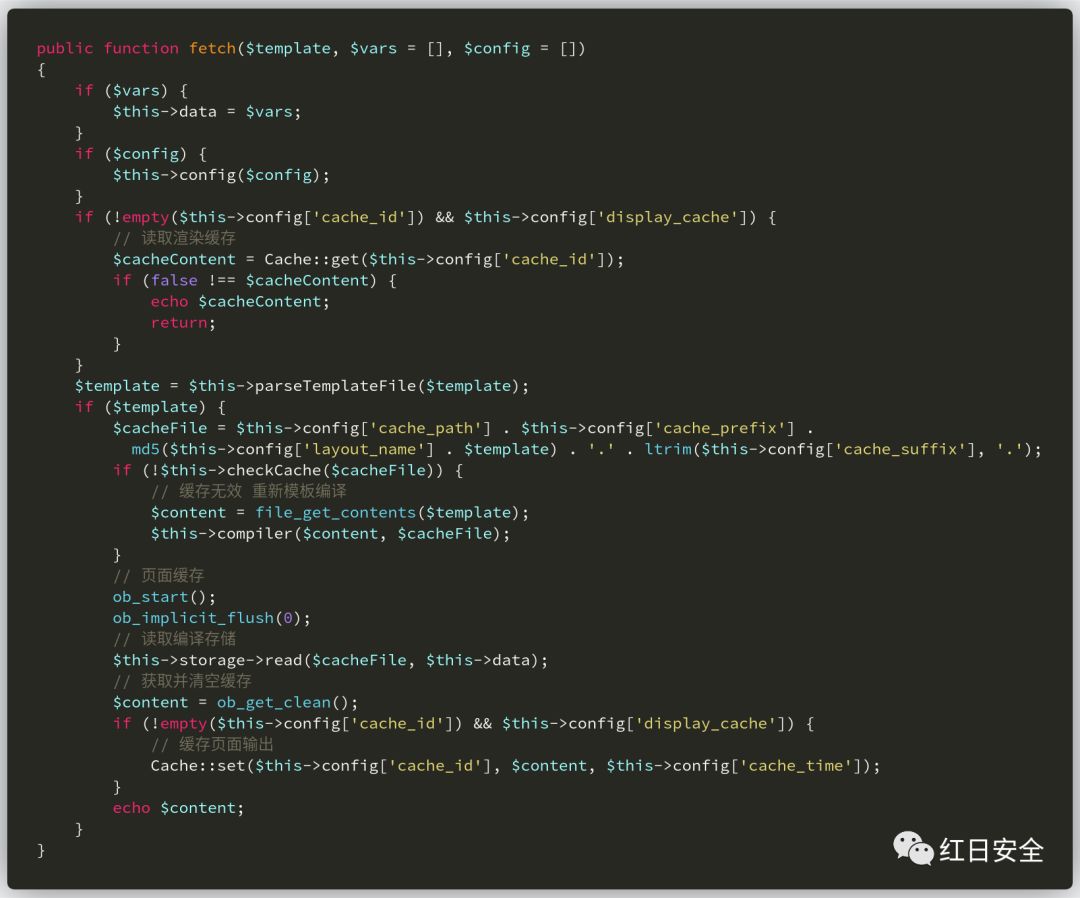 public function fetch($template, $vars = [], $config = [])
{
    if ($vars) {
        $this->data = $vars;
    }
    if ($config) {
        $this->config($config);
    }
    if (!empty($this->config['cache_id']) && $this->config['display_cache']) {
        // 读取渲染缓存
        $cacheContent = Cache::get($this->config['cache_id']);
        if (false !== $cacheContent) {
            echo $cacheContent;
            return;
        }
    }
    $template = $this->parseTemplateFile($template);
    if ($template) {
        $cacheFile = $this->config['cache_path'] . $this->config['cache_prefix'] .
          md5($this->config['layout_name'] . $template) . '.' . ltrim($this->config['cache_suffix'], '.');
        if (!$this->checkCache($cacheFile)) {
            // 缓存无效 重新模板编译
            $content = file_get_contents($template);
            $this->compiler($content, $cacheFile);
        }
        // 页面缓存
        ob_start();
        ob_implicit_flush(0);
        // 读取编译存储
        $this->storage->read($cacheFile, $this->data);
        // 获取并清空缓存
        $content = ob_get_clean();
        if (!empty($this->config['cache_id']) && $this->config['display_cache']) {
            // 缓存页面输出
            Cache::set($this->config['cache_id'], $content, $this->config['cache_time']);
        }
        echo $content;
    }
}
红日安全